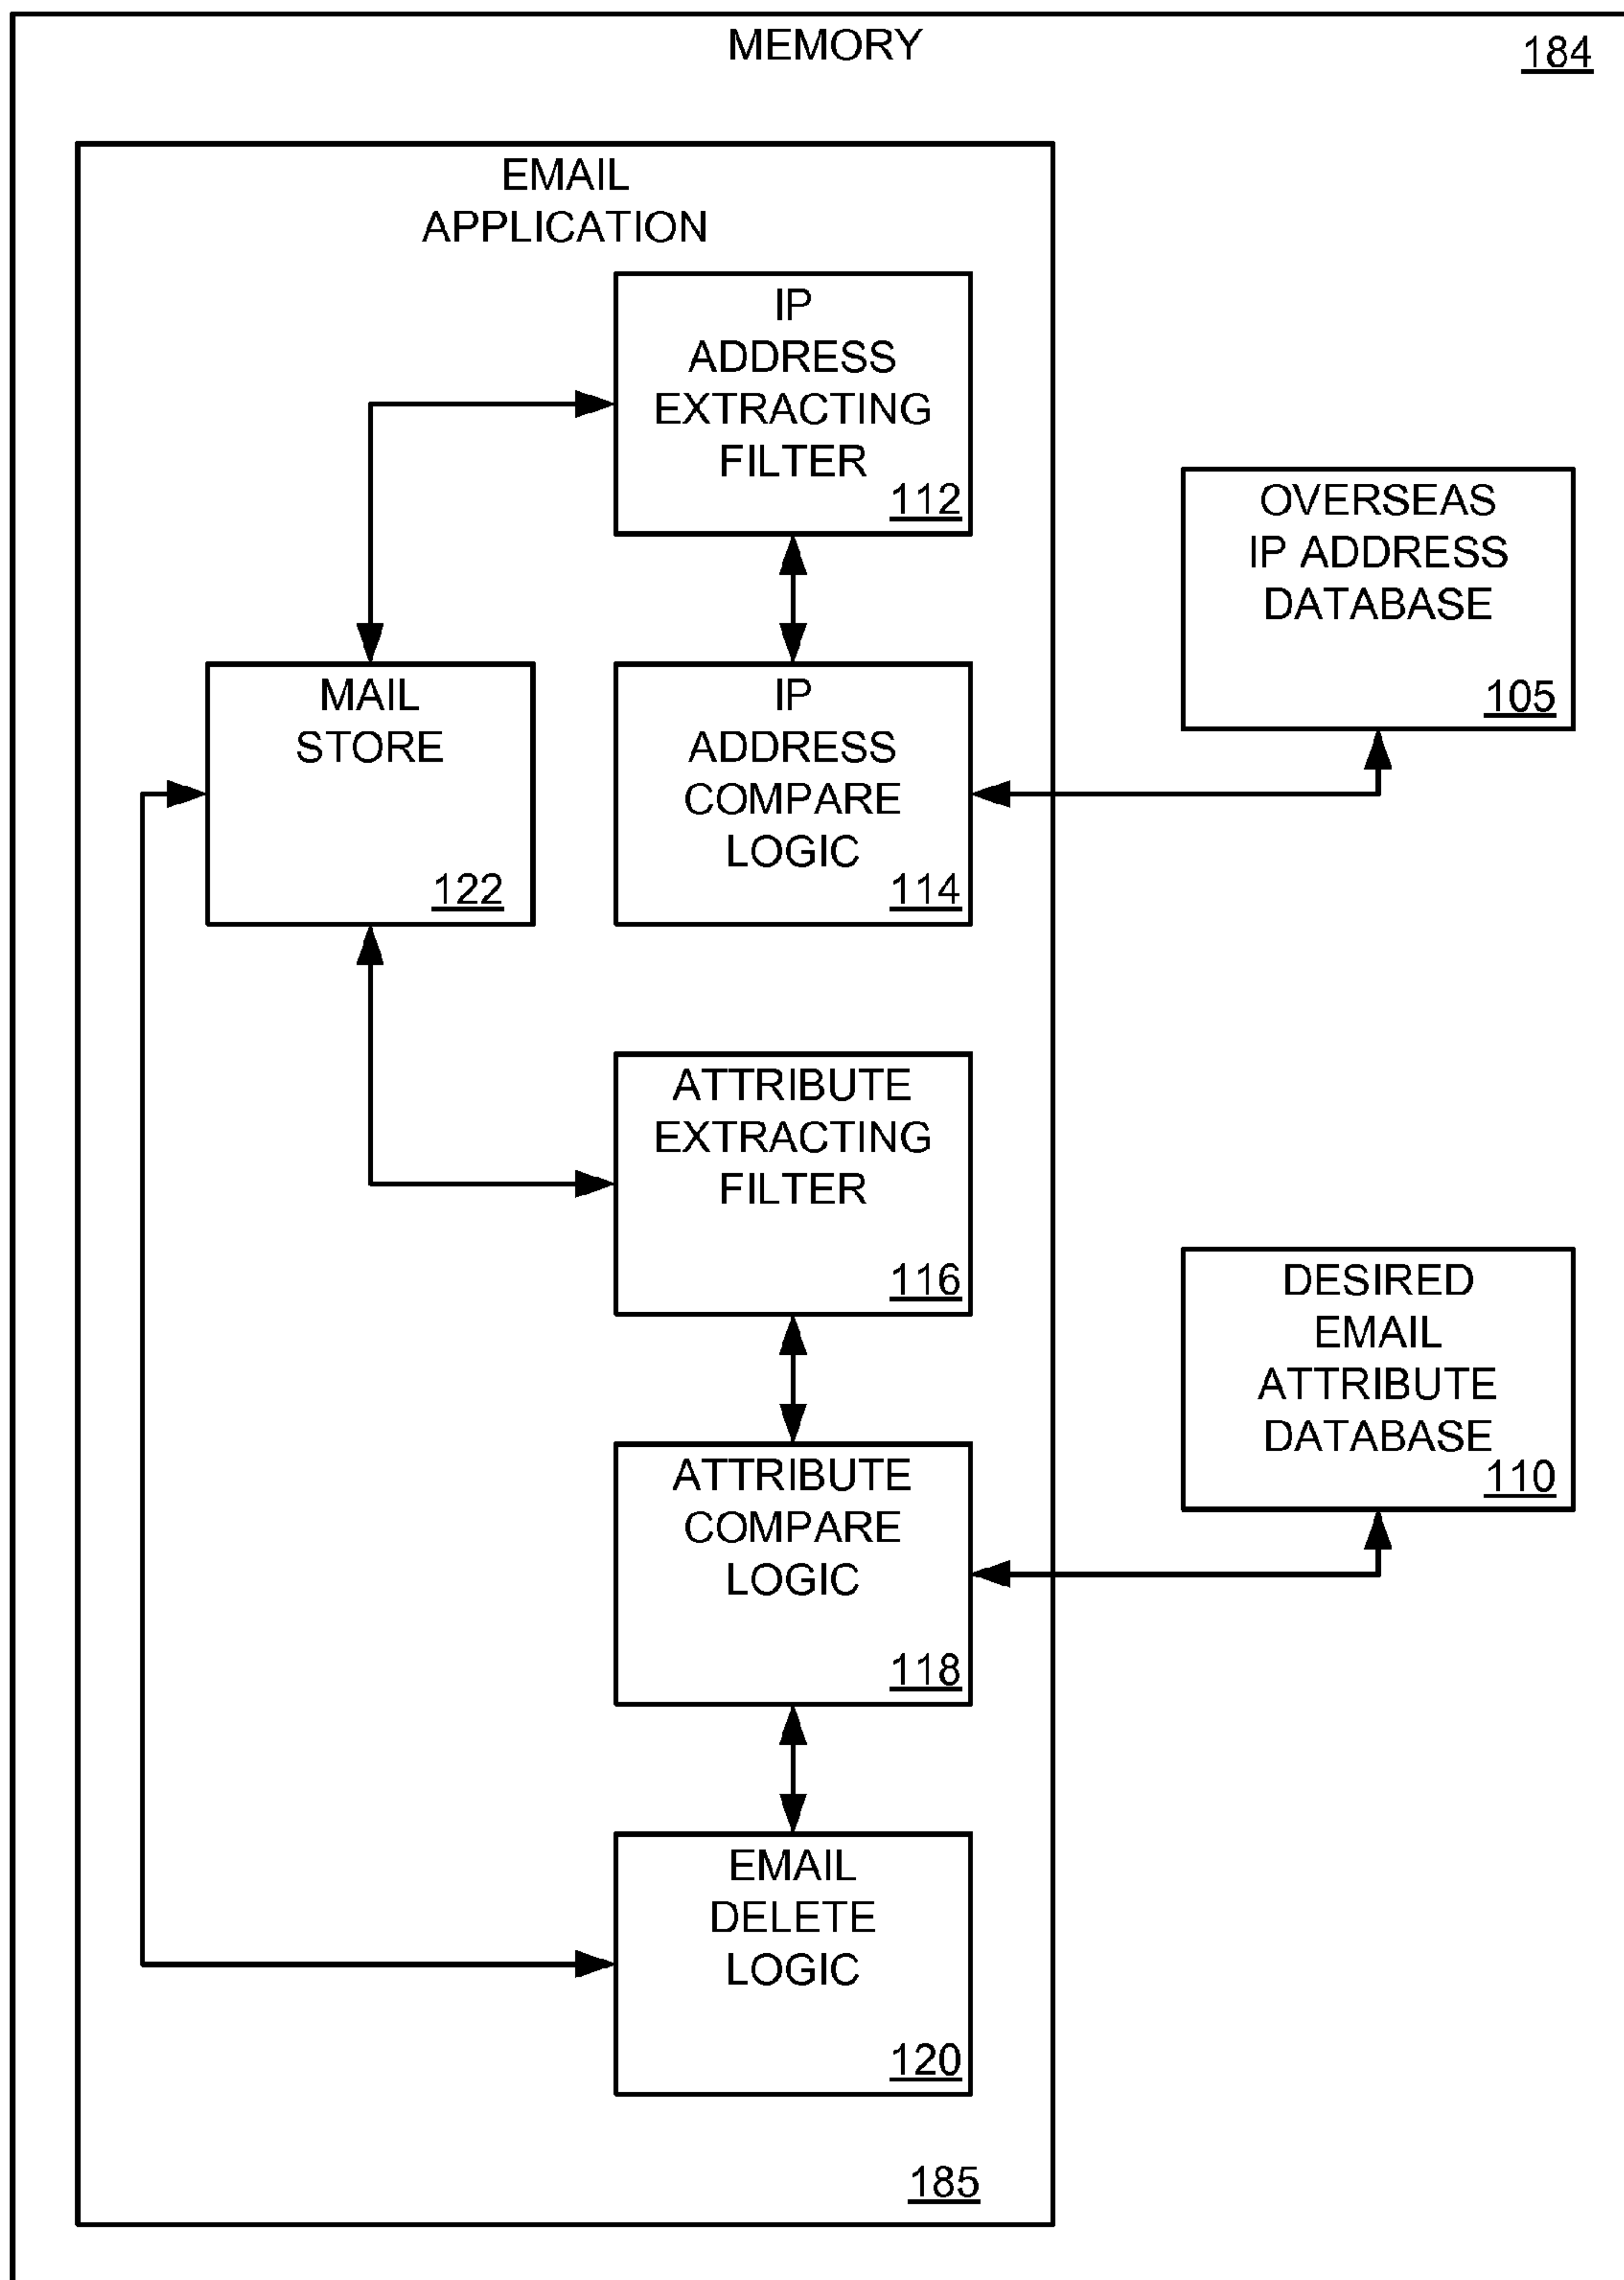 MEMORY
184
EMAIL
APPLICATION
IP
ADDRESS
EXTRACTING
FILTER
112
OVERSEAS
IP ADDRESS
DATABASE
105
MAIL
STORE
122
IP
ADDRESS
COMPARE
LOGIC
114
ATTRIBUTE
EXTRACTING
FILTER
116
DESIRED
EMAIL
ATTRIBUTE
DATABASE
110
ATTRIBUTE
COMPARE
LOGIC
118
EMAIL
DELETE
LOGIC
120
185